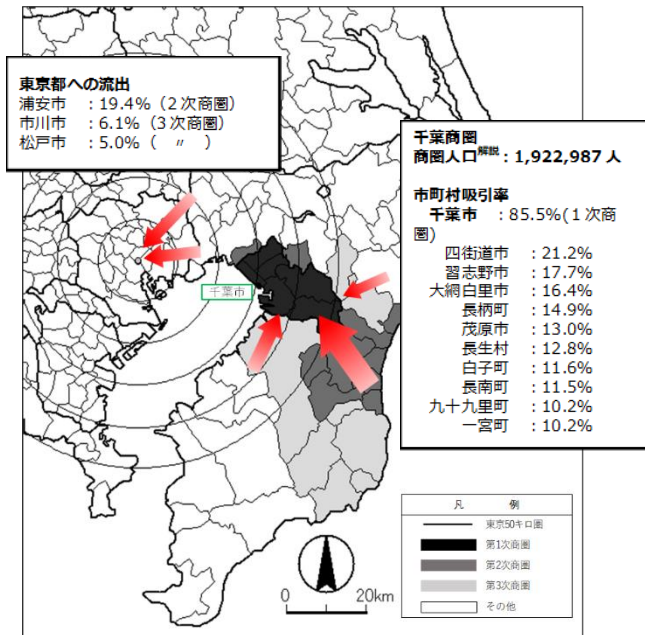 東京都への流出
浦安市 ：19.4%（２次商圏）
市川市 ：6.1%（３次商圏）
松戸市 ：5.0%（ 〃 ）
千葉商圏
商圏人口解説：1,922,987 人
市町村吸引率
千葉市 ：85.5%(１次商
圏)
四街道市 ：21.2%
習志野市 ：17.7%
大網白里市 ：16.4%
長柄町 ：14.9%
茂原市 ：13.0%
長生村 ：12.8%
白子町 ：11.6%
長南町 ：11.5%
九十九里町 ：10.2%
一宮町 ：10.2%
千葉市
凡 例
東京50キロ圏
第1次商圏
第2次商圏
第3次商圏
その他
0 20km